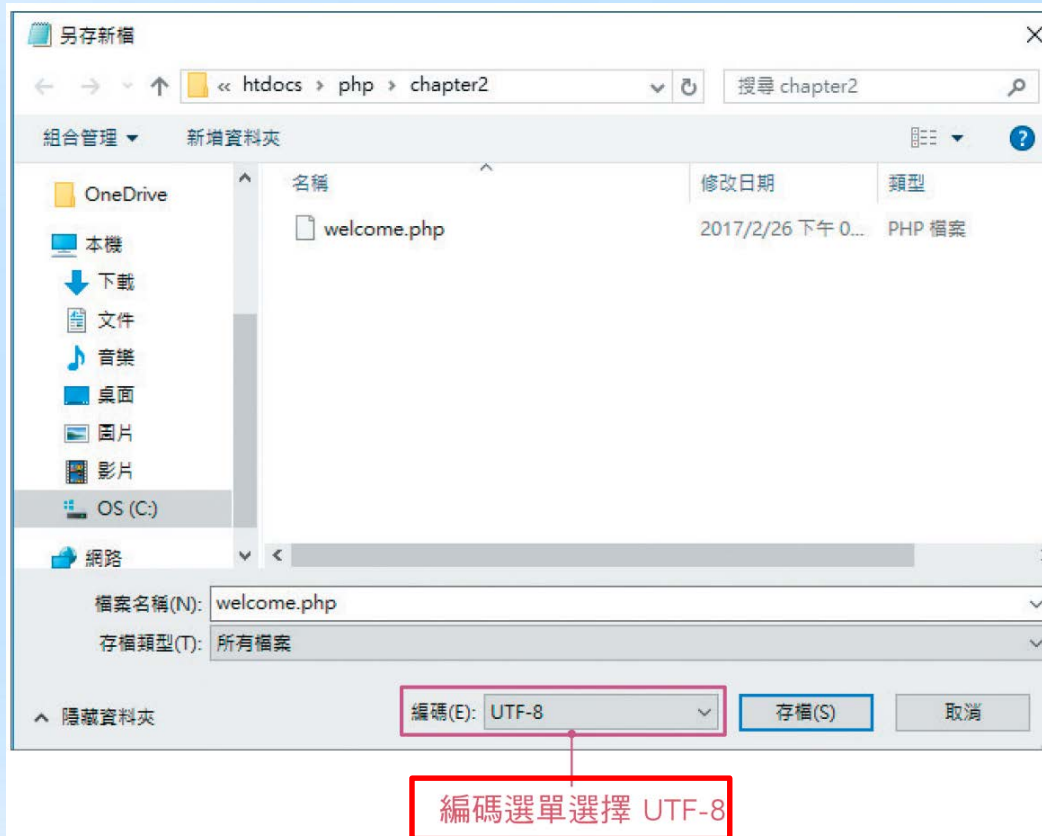 另存新檔
« htdocs › php › chapter2
搜尋 chapter2
組合管理 新增資料夾
名稱 修改日期 類型
OneDrive
welcome.php 2017/2/26 下午 0... PHP 檔案
本機
下載
文件
音樂
桌面
圖片
影片
OS (C:)
網路
檔案名稱(N): welcome.php
存檔類型(T): 所有檔案
隱藏資料夾 編碼(E): UTF-8 存檔(S) 取消
編碼選單選擇 UTF-8